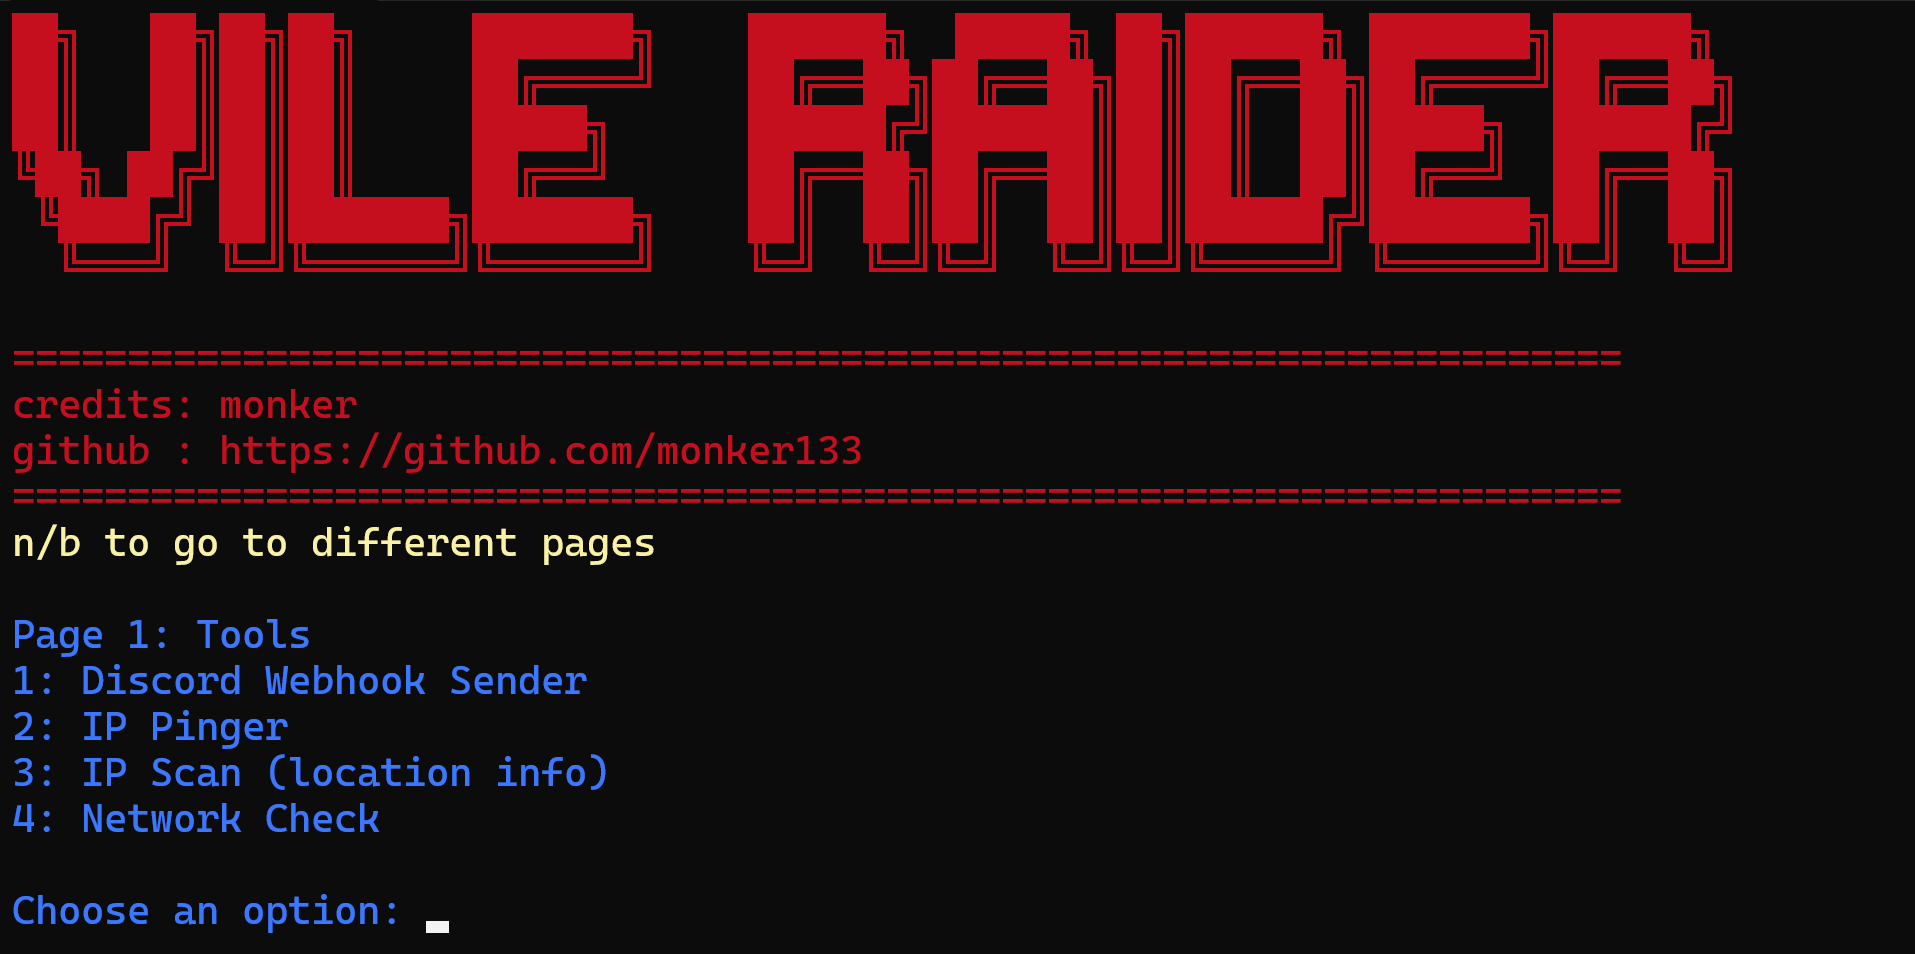 VILE RAIDER
======================================================================
credits: monker
github : https://github.com/monker133
======================================================================
n/b to go to different pages
Page 1: Tools
1: Discord Webhook Sender
2: IP Pinger
3: IP Scan (location info)
4: Network Check
Choose an option: